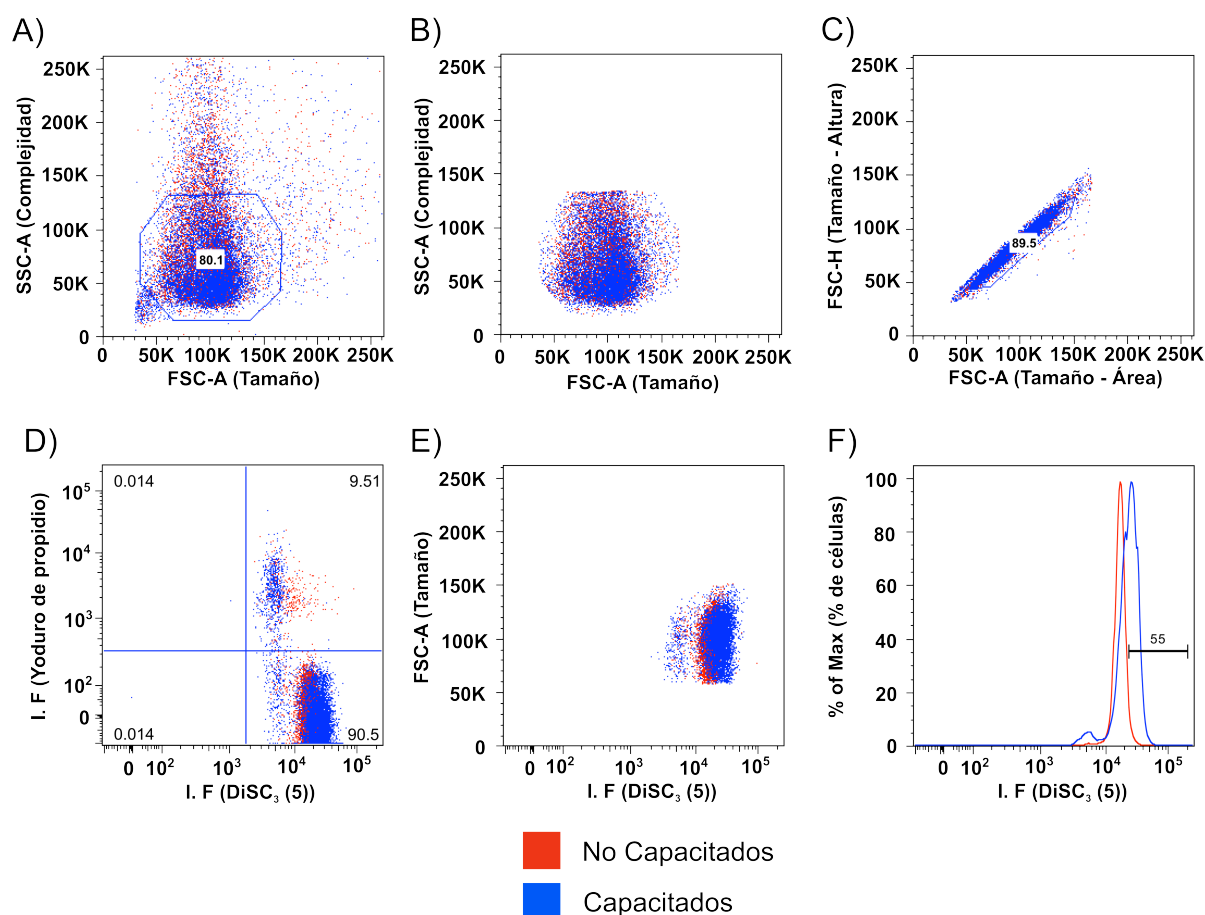 A)
SSC-A (Complejidad)
250K
200K
150K
100K
50K
0
80.1
0 50K 100K 150K 200K 250K
FSC-A (Tamaño)
B)
SSC-A (Complejidad)
250K
200K
150K
100K
50K
0
50K 100K 150K 200K 250K
FSC-A (Tamaño)
C)
FSC-H (Tamaño - Altura)
250K
200K
150K
100K
50K
0
89.5
0 50K 100K 150K 200K 250K
FSC-A (Tamaño - Área)
D)
I. F (Yoduro de propidio)
10⁵
10⁴
10³
10²
0
0.014 9.51
0.014 90.5
0 10² 10³ 10⁴ 10⁵
I. F (DiSC₃ (5))
E)
FSC-A (Tamaño)
250K
200K
150K
100K
50K
0
0 10² 10³ 10⁴ 10⁵
I. F (DiSC₃ (5))
F)
% of Max (% de células)
100
80
60
40
20
0
55
0 10² 10³ 10⁴ 10⁵
I. F (DiSC₃ (5))
No Capacitados
Capacitados